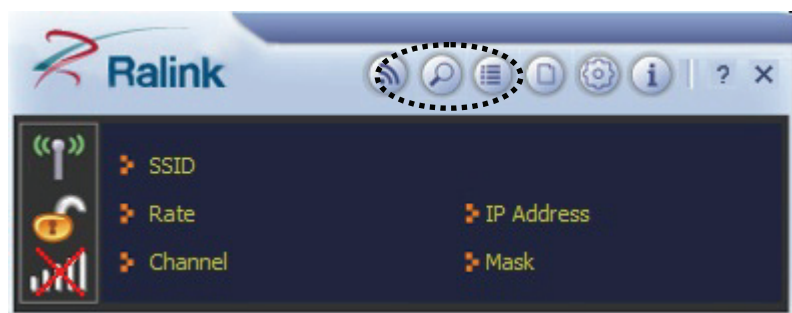 Ralink
i ? ×
SSID
Rate
IP Address
Channel
Mask